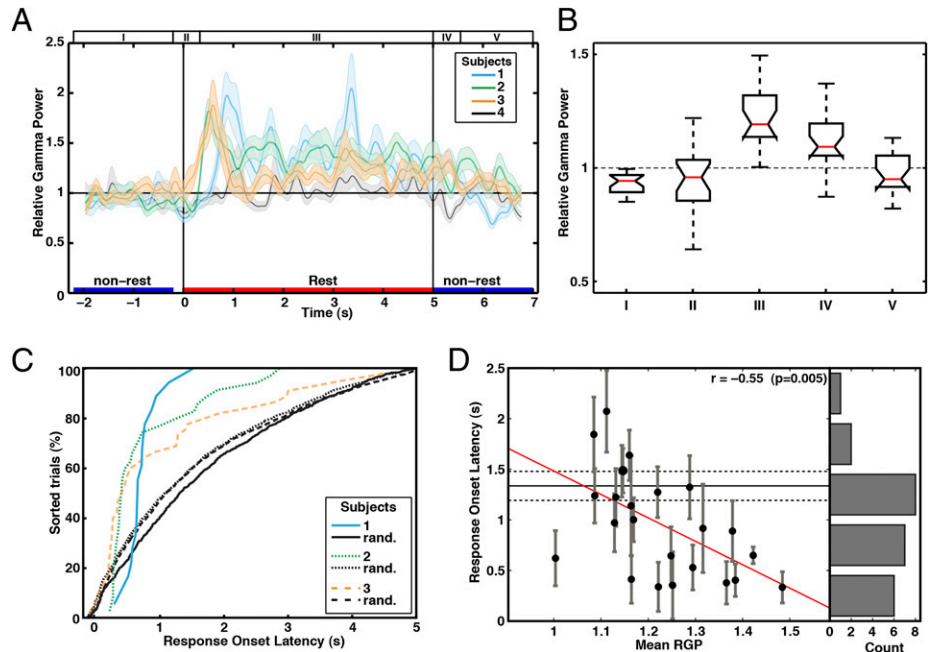 A
I II III IV V
2.5
2
1.5
1
0.5
0
Relative Gamma Power
Subjects
1
2
3
4
non−rest Rest non−rest
−2 −1 0 1 2 3 4 5 6 7
Time (s)
B
1.5
1
0.5
Relative Gamma Power
I II III IV V
C
100
80
60
40
20
0
Sorted trials (%)
Subjects
1
rand.
2
rand.
3
rand.
0 1 2 3 4 5
Response Onset Latency (s)
D
r = −0.55 (p=0.005)
2.5
2
1.5
1
0.5
0
Response Onset Latency (s)
1 1.1 1.2 1.3 1.4 1.5
Mean RGP
0 2 4 6 8
Count